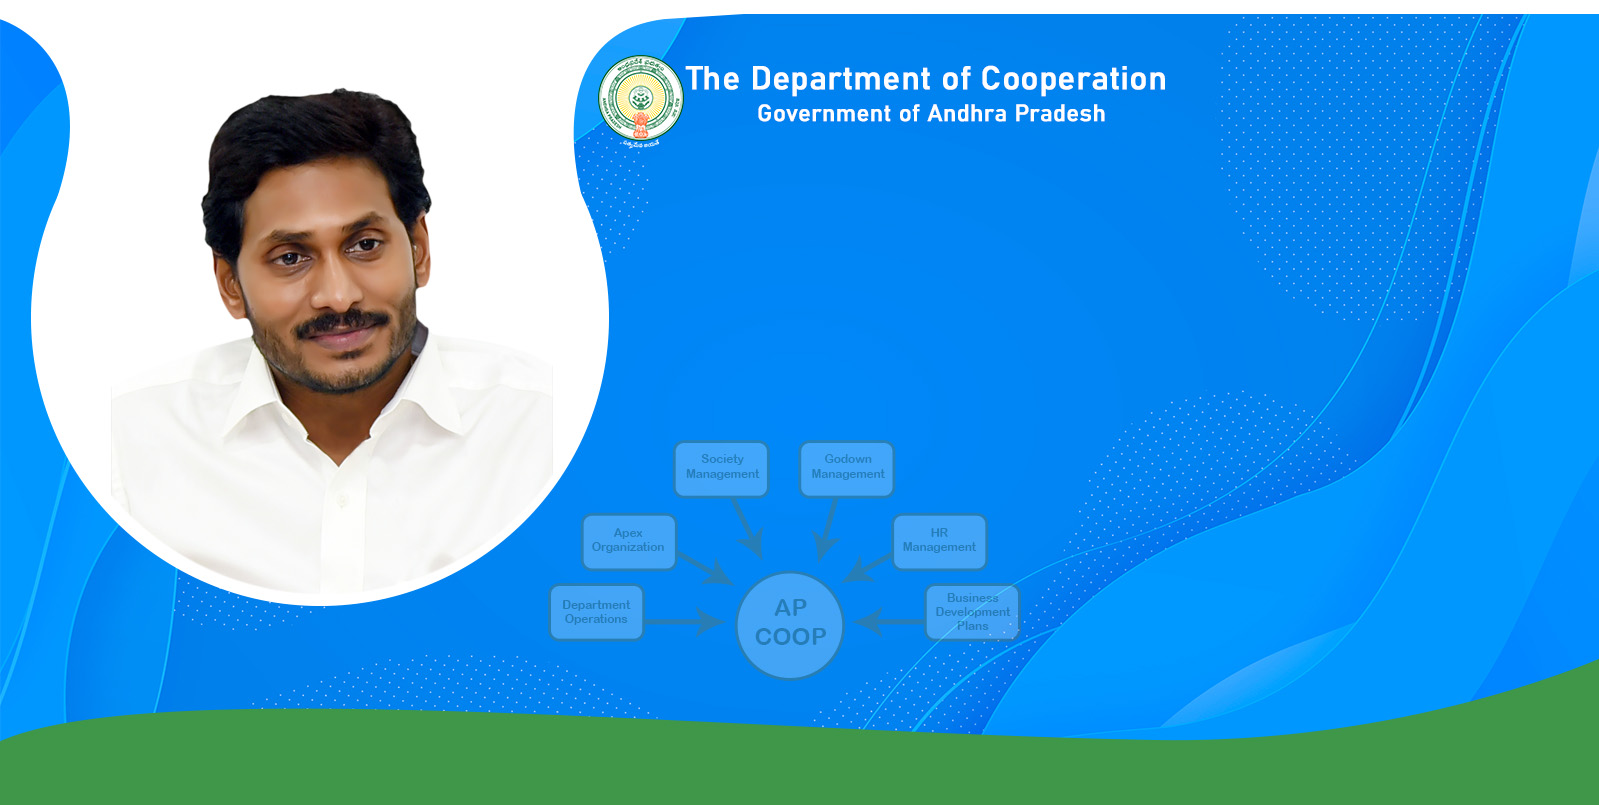 The Department of Cooperation
Government of Andhra Pradesh
Society
Management
Godown
Management
Apex
Organization
HR
Management
Department
Operations
AP
COOP
Business
Development
Plans